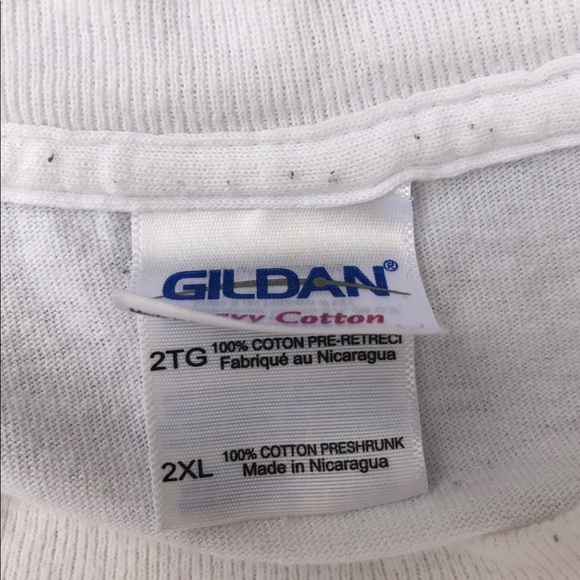 GILDAN®
Cotton
2TG 100% COTON PRE-RETRECI
Fabriqué au Nicaragua
2XL 100% COTTON PRESHRUNK
Made in Nicaragua